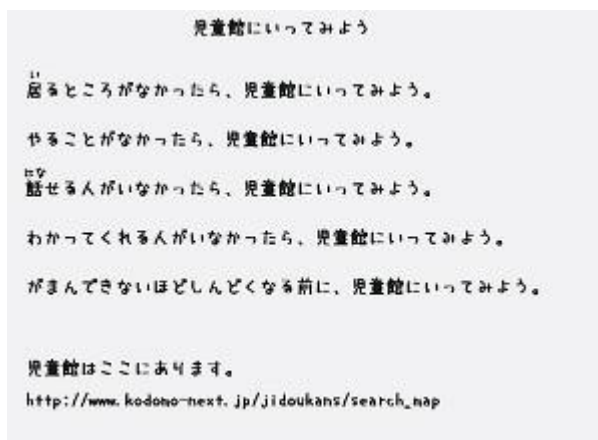 児童館にいってみよう
居るところがなかったら、児童館にいってみよう。
やることがなかったら、児童館にいってみよう。
話せる人がいなかったら、児童館にいってみよう。
わかってくれる人がいなかったら、児童館にいってみよう。
がまんできないほどしんどくなる前に、児童館にいってみよう。
児童館はここにあります。
http://www.kodomo-next.jp/jidoukans/search_map